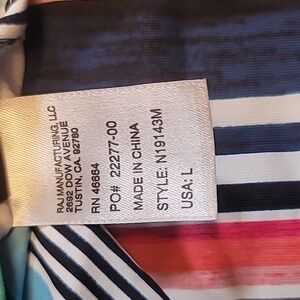 RAJ MANUFACTURING, LLC
2692 DOW AVENUE
TUSTIN, CA. 92780
RN 46664
PO# 22277-00
MADE IN CHINA
STYLE: N19143M
USA: L